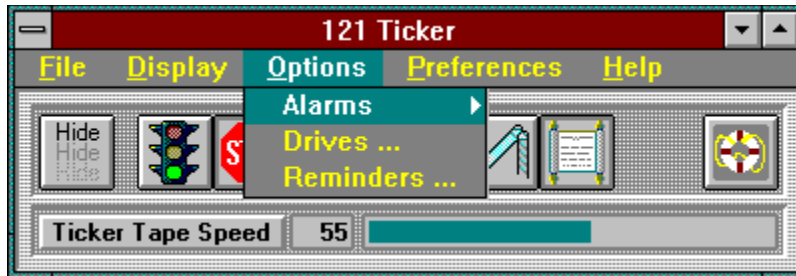 121 Ticker
File Display Options Preferences Help
Alarms
Drives ...
Reminders ...
Hide
Hide
Hide
Ticker Tape Speed 55